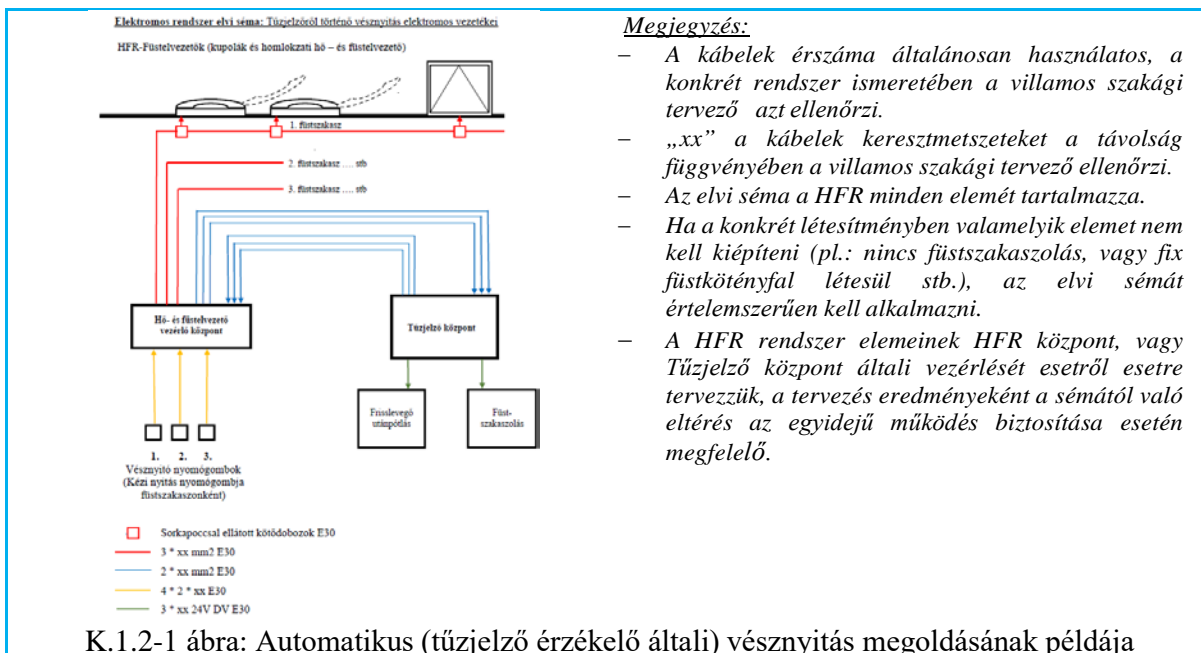 Elektromos rendszer elvi séma: Tűzjelzőről történő vésznyitás elektromos vezetékei
HFR-Füstelvezetők (kupolák és homlokzati hő – és füstelvezető)
1. füstszakasz
2. füstszakasz .... stb
3. füstszakasz .... stb
Hő- és füstelvezető
vezérlő központ
Tűzjelző központ
Frisslevegő
utánpótlás
Füst-
szakaszolás
1. 2. 3.
Vésznyitó nyomógombok
(Kézi nyitás nyomógombja
füstszakaszonként)
Sorkapoccsal ellátott kötődobozok E30
3 * xx mm2 E30
2 * xx mm2 E30
4 * 2 * xx E30
3 * xx 24V DV E30
Megjegyzés:
– A kábelek érszáma általánosan használatos, a
konkrét rendszer ismeretében a villamos szakági
tervező azt ellenőrzi.
– „xx” a kábelek keresztmetszeteket a távolság
függvényében a villamos szakági tervező ellenőrzi.
– Az elvi séma a HFR minden elemét tartalmazza.
– Ha a konkrét létesítményben valamelyik elemet nem
kell kiépíteni (pl.: nincs füstszakaszolás, vagy fix
füstkötényfal létesül stb.), az elvi sémát
értelemszerűen kell alkalmazni.
– A HFR rendszer elemeinek HFR központ, vagy
Tűzjelző központ általi vezérlését esetről esetre
tervezzük, a tervezés eredményeként a sémától való
eltérés az egyidejű működés biztosítása esetén
megfelelő.
K.1.2-1 ábra: Automatikus (tűzjelző érzékelő általi) vésznyitás megoldásának példája